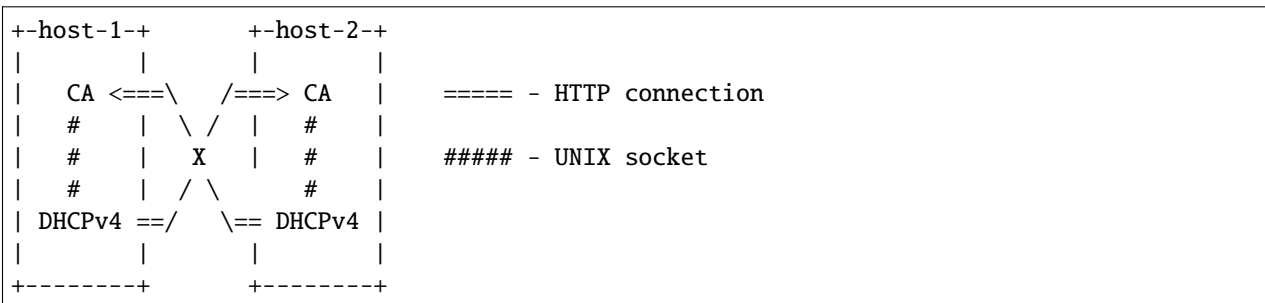 +-host-1-+       +-host-2-+
|        |       |        |
|   CA <===\   /===> CA   |    ===== - HTTP connection
|   #    |  \ /  |   #    |
|   #    |   X   |   #    |    ##### - UNIX socket
|   #    |  / \      #    |
| DHCPv4 ==/   \== DHCPv4 |
|        |       |        |
+--------+       +--------+